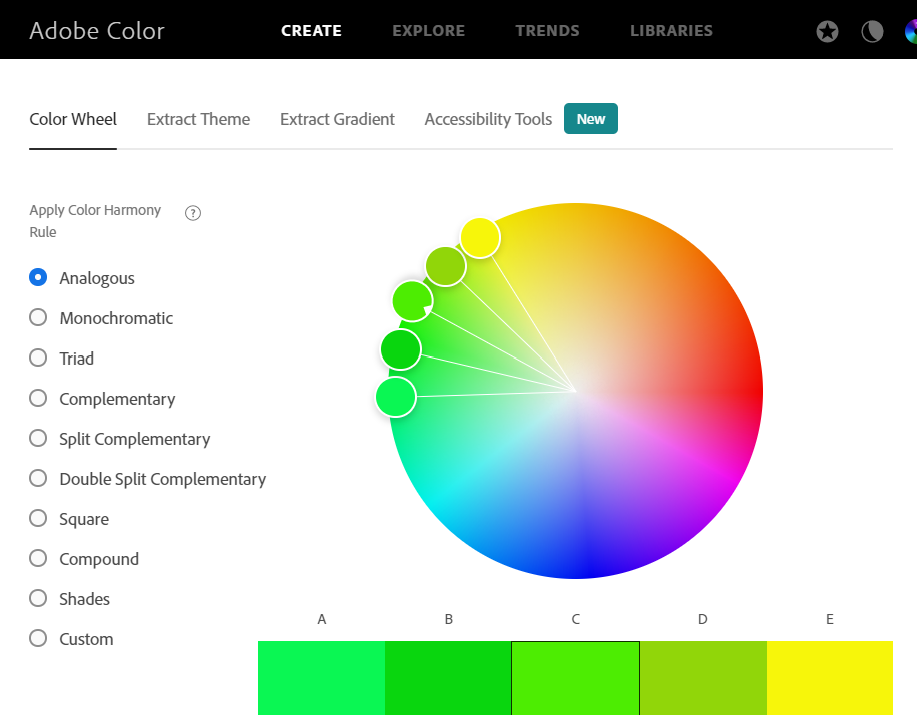 Adobe Color CREATE EXPLORE TRENDS LIBRARIES
Color Wheel Extract Theme Extract Gradient Accessibility Tools New
Apply Color Harmony ?
Rule
Analogous
Monochromatic
Triad
Complementary
Split Complementary
Double Split Complementary
Square
Compound
Shades
Custom
A B C D E